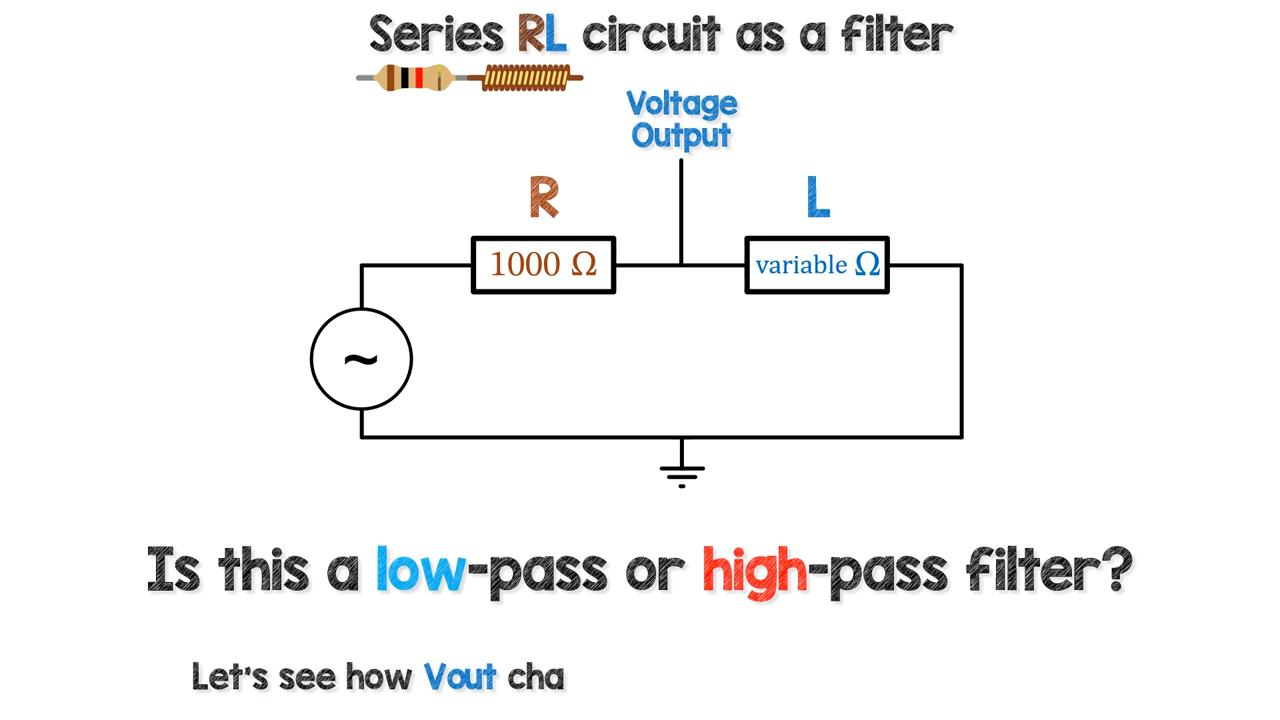 Series RL circuit as a filter
Voltage
Output
R
L
1000 Ω
variable Ω
~
Is this a low-pass or high-pass filter?
Let's see how Vout cha